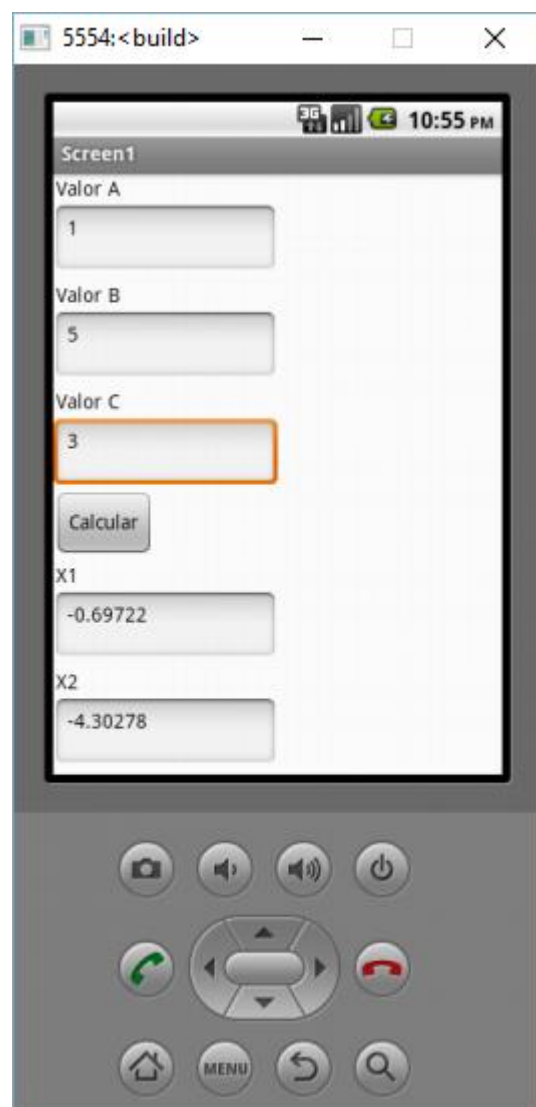 5554:<build>
3G 10:55 PM
Screen1
Valor A
1
Valor B
5
Valor C
3
Calcular
X1
-0.69722
X2
-4.30278
MENU